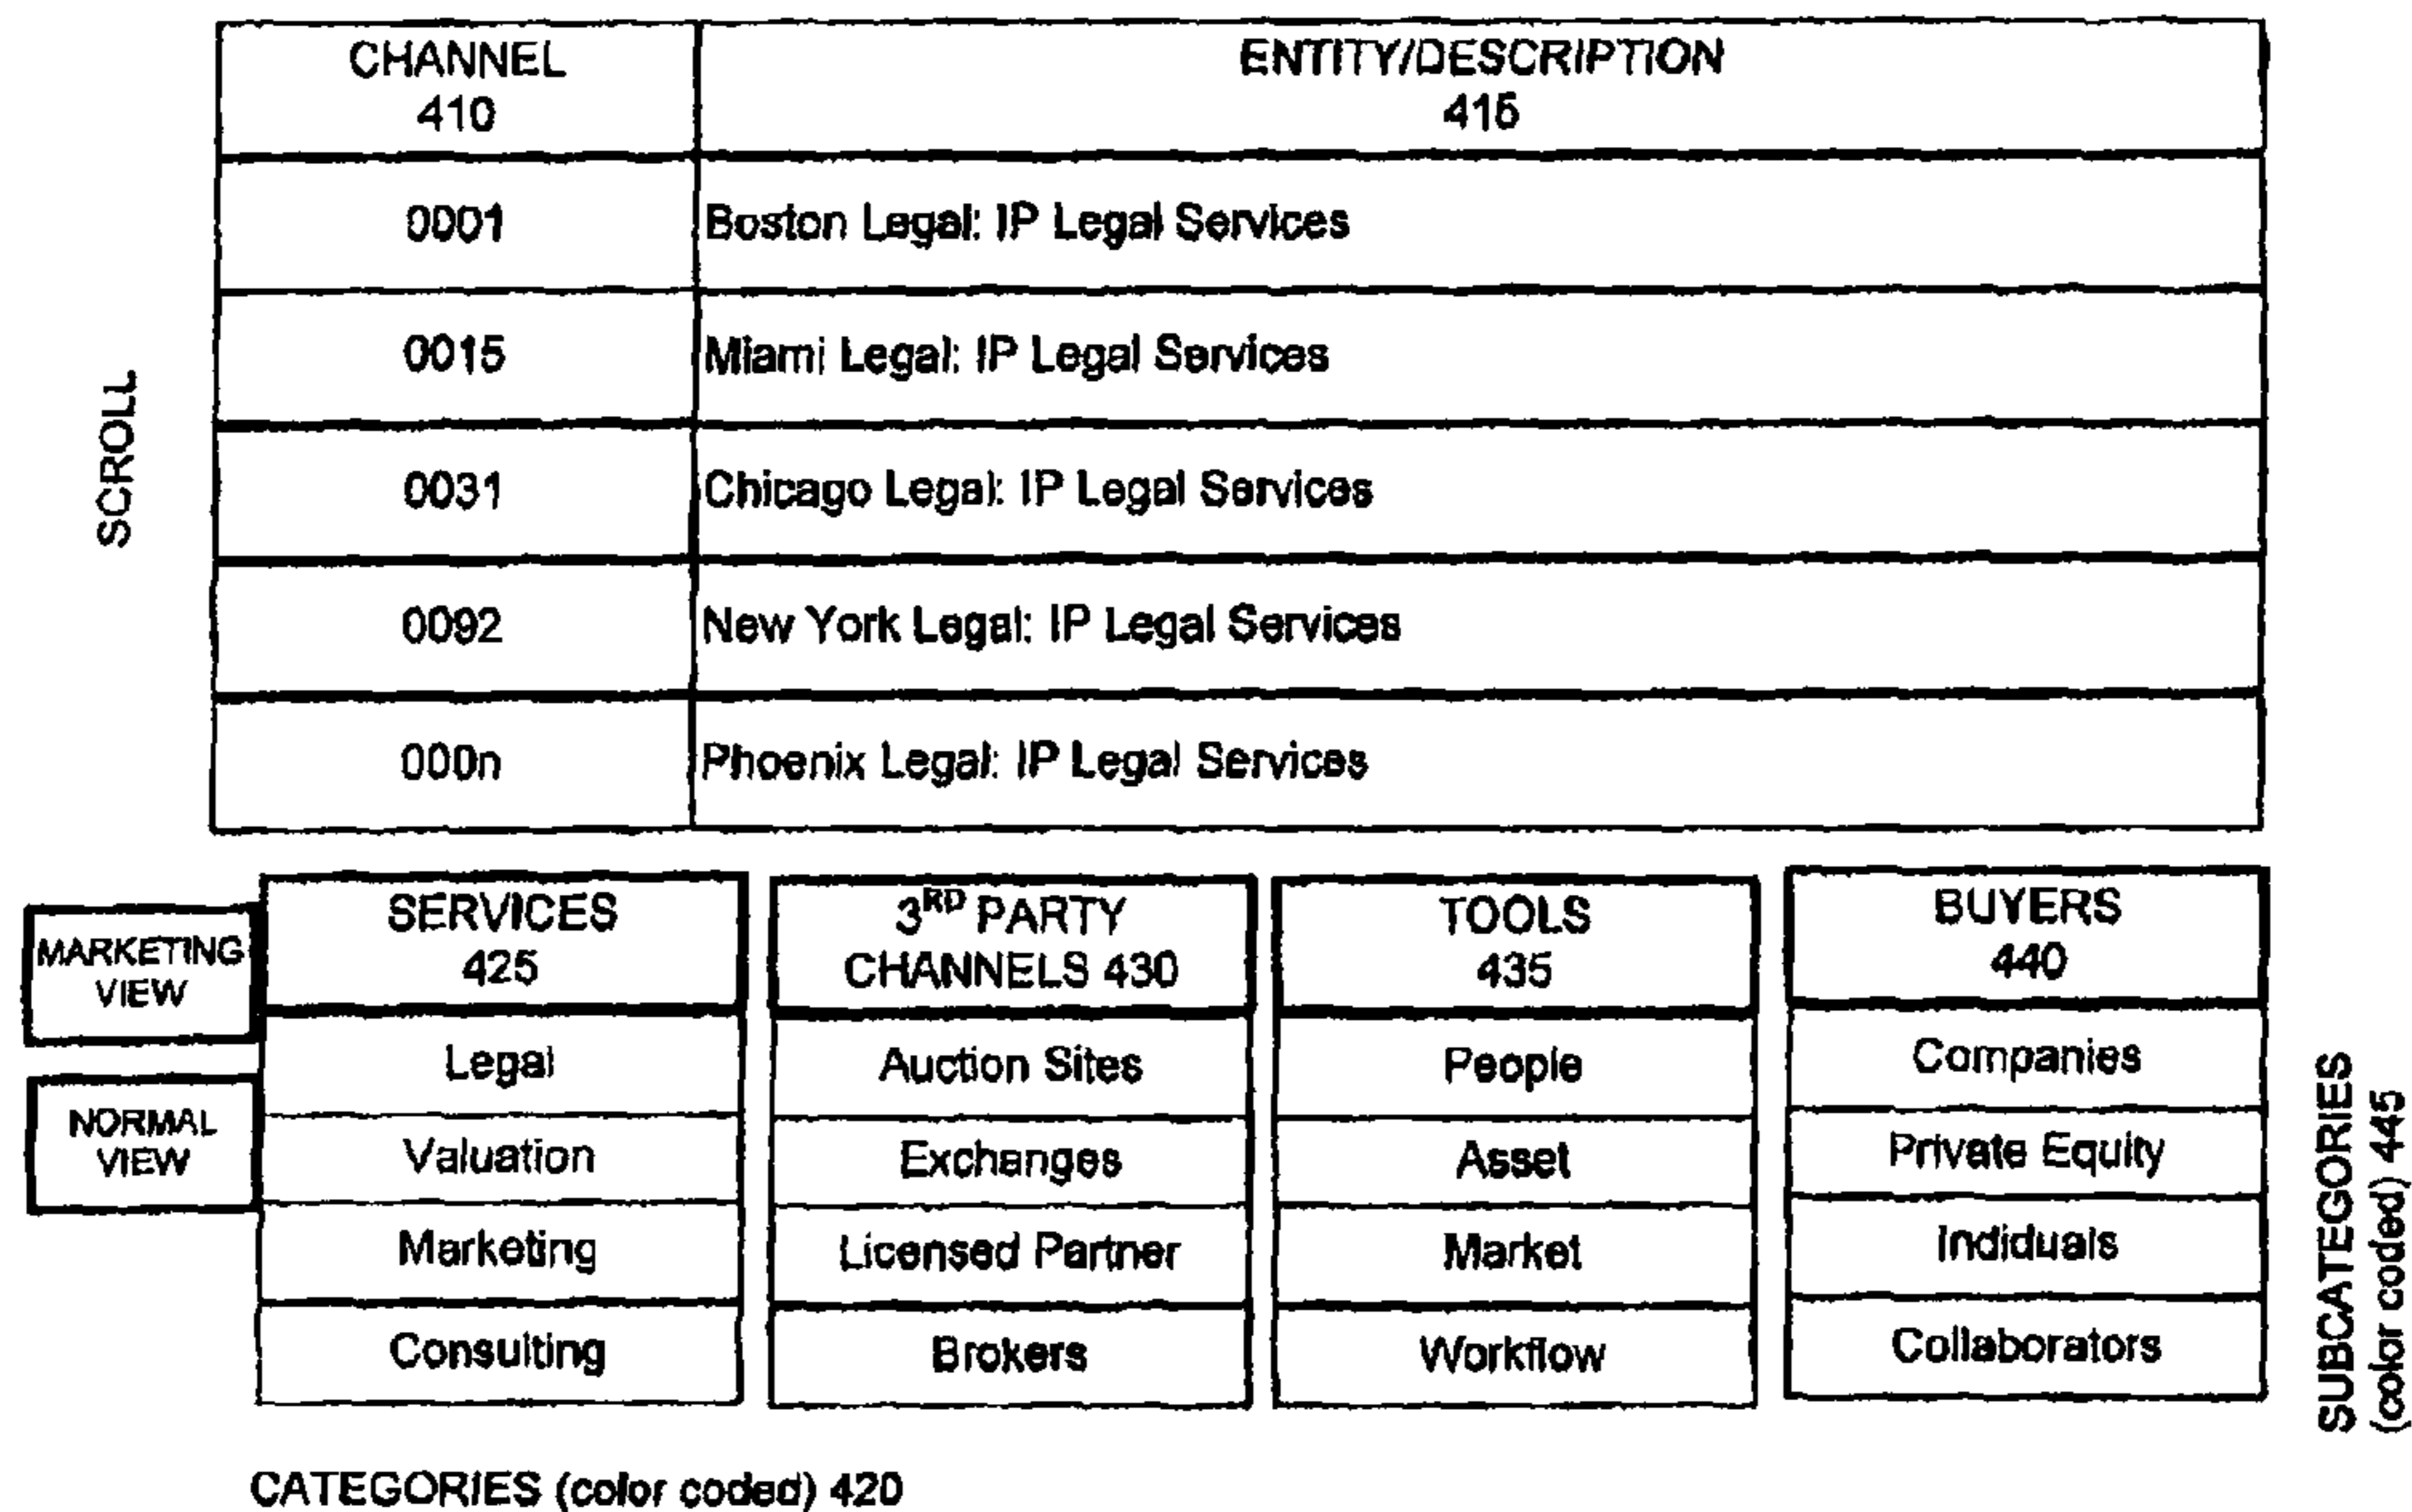 CHANNEL
410
ENTITY/DESCRIPTION
415
0001
Boston Legal: IP Legal Services
0015
Miami Legal: IP Legal Services
0031
Chicago Legal: IP Legal Services
0092
New York Legal: IP Legal Services
000n
Phoenix Legal: IP Legal Services
SCROLL
MARKETING
VIEW
NORMAL
VIEW
SERVICES
425
Legal
Valuation
Marketing
Consulting
3RD PARTY
CHANNELS 430
Auction Sites
Exchanges
Licensed Partner
Brokers
TOOLS
435
People
Asset
Market
Workflow
BUYERS
440
Companies
Private Equity
Indiduals
Collaborators
SUBCATEGORIES
(color coded) 445
CATEGORIES (color coded) 420